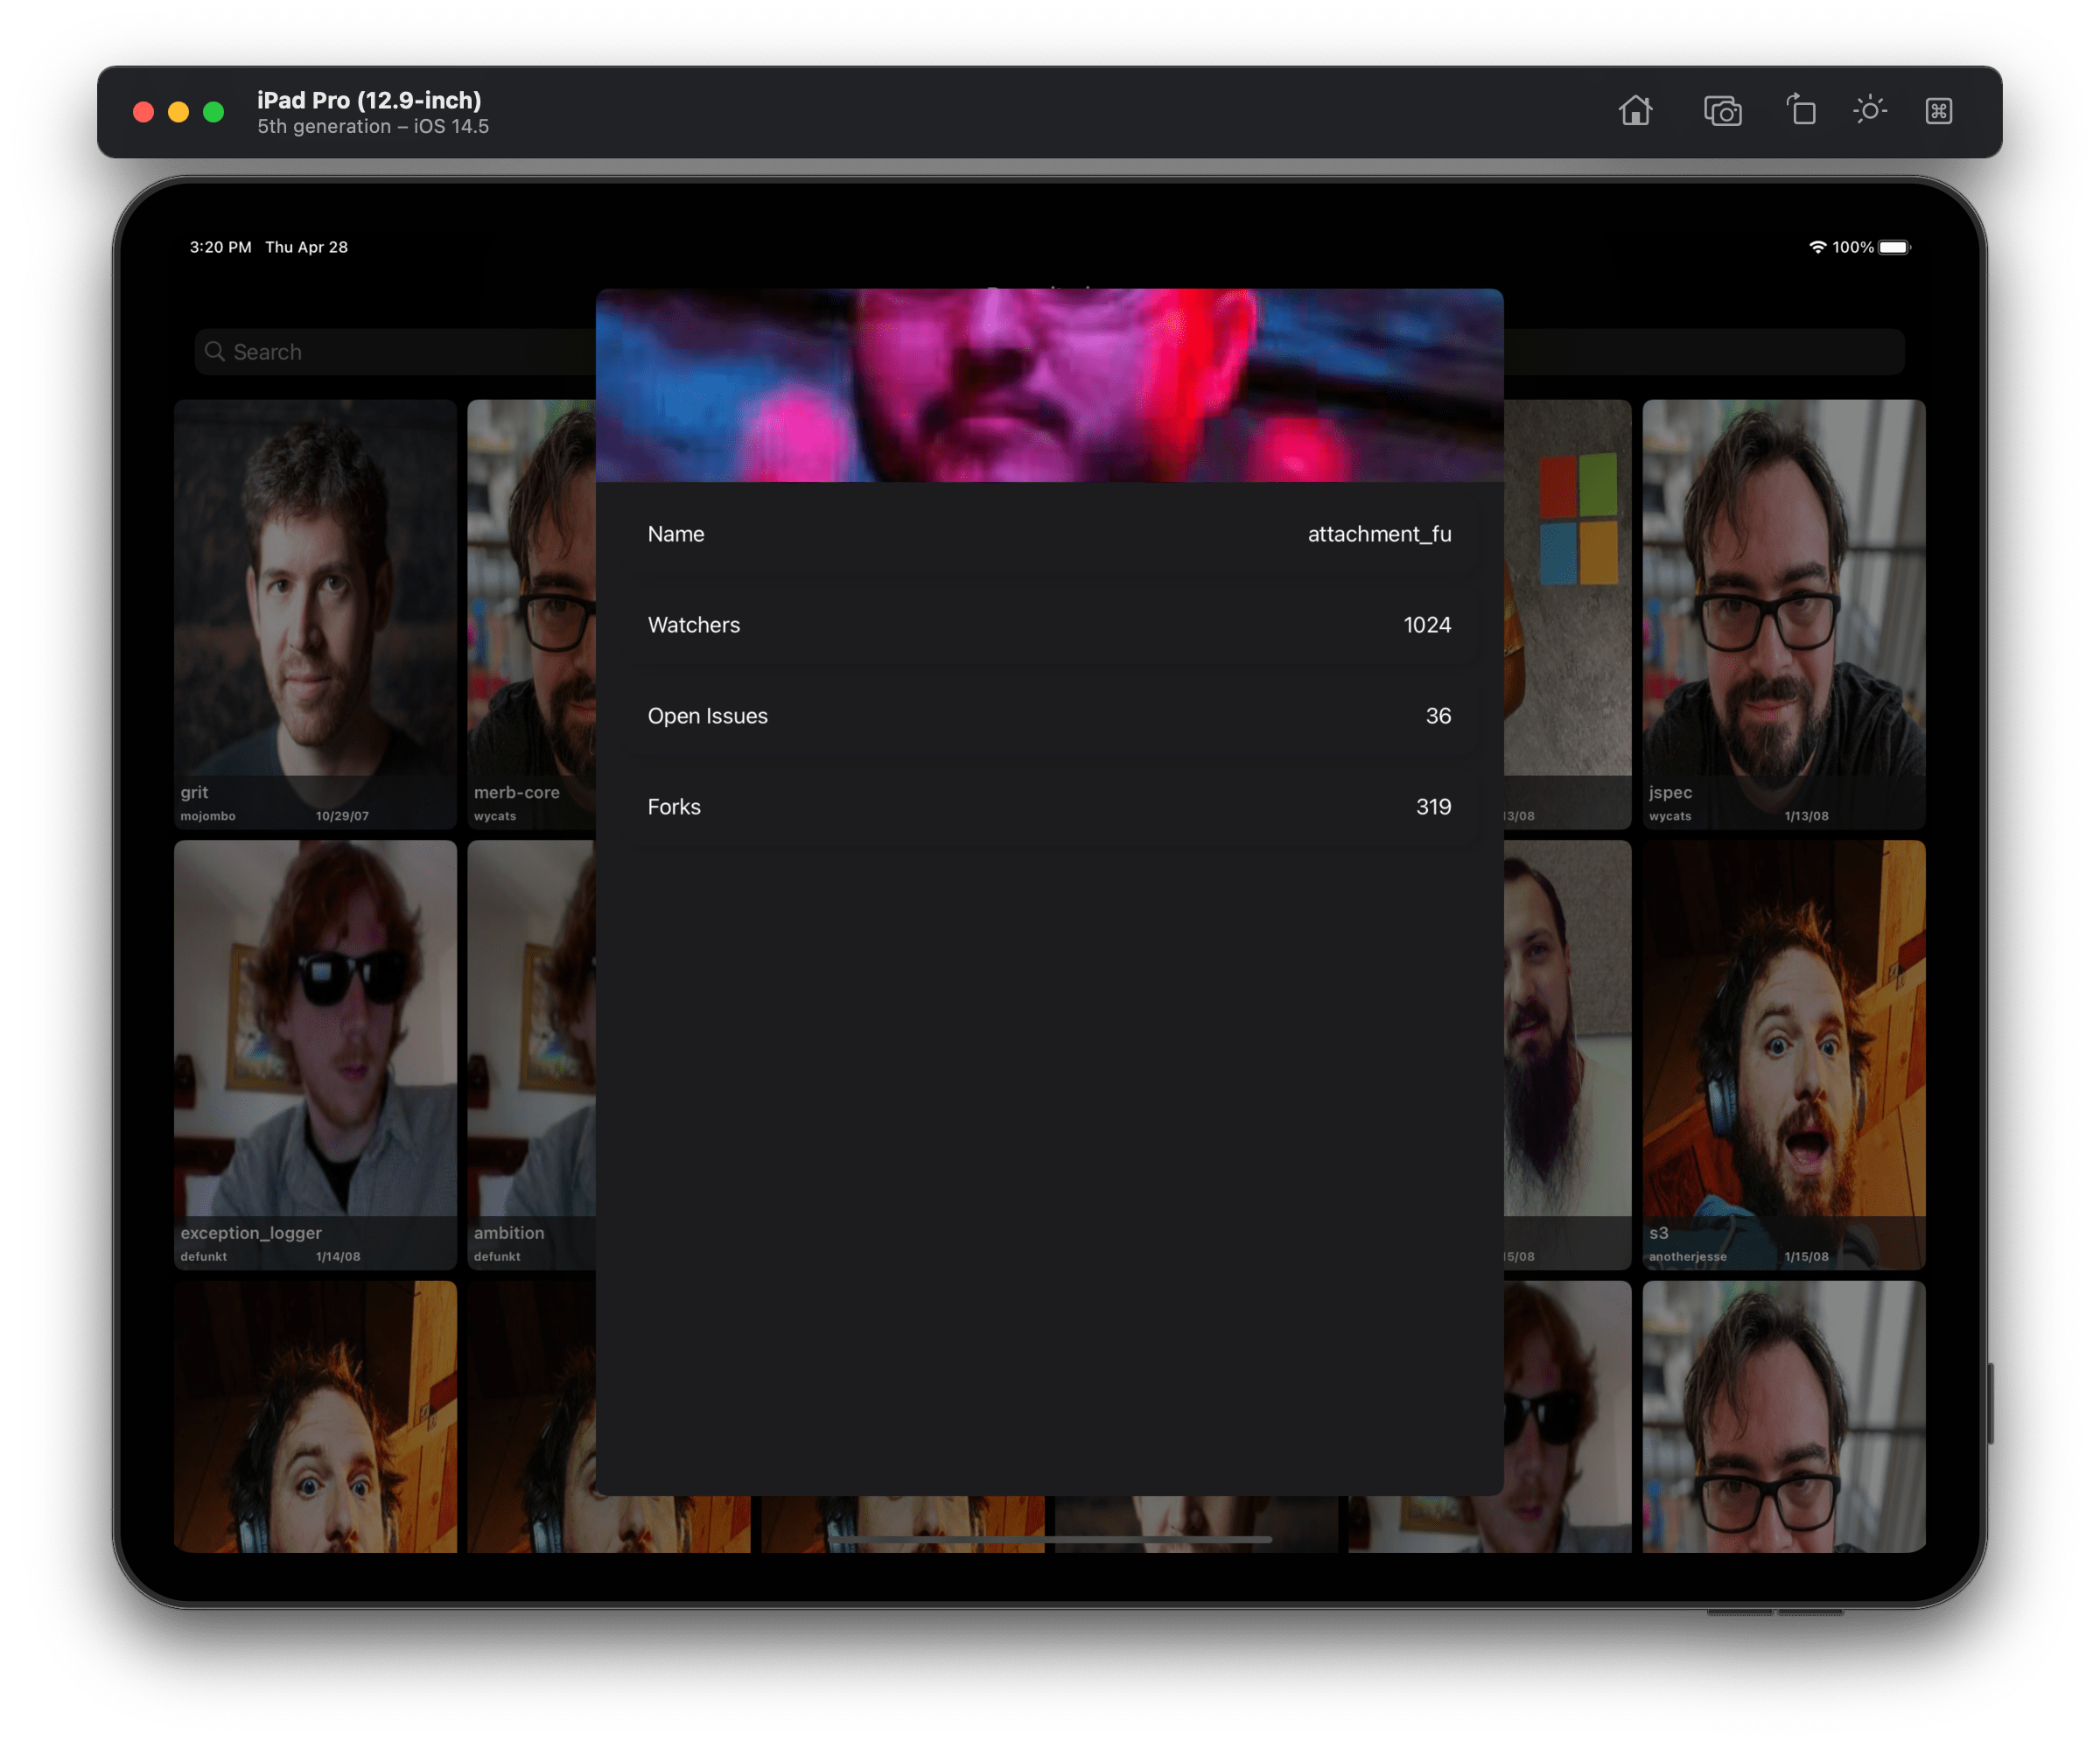 iPad Pro (12.9-inch)
5th generation – iOS 14.5
3:20 PM Thu Apr 28
100%
Search
Name attachment_fu
Watchers 1024
Open Issues 36
Forks 319
grit
mojombo 10/29/07
merb-core
wycats
13/08
jspec
wycats 1/13/08
exception_logger
defunkt 1/14/08
ambition
defunkt
15/08
s3
anotherjesse 1/15/08